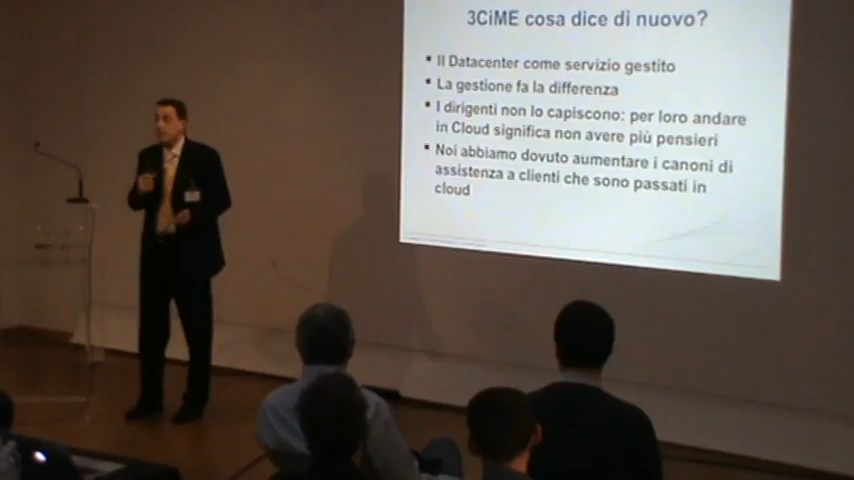 3CiME cosa dice di nuovo?
▪ Il Datacenter come servizio gestito
▪ La gestione fa la differenza
▪ I dirigenti non lo capiscono: per loro andare
in Cloud significa non avere più pensieri
▪ Noi abbiamo dovuto aumentare i canoni di
assistenza a clienti che sono passati in
cloud